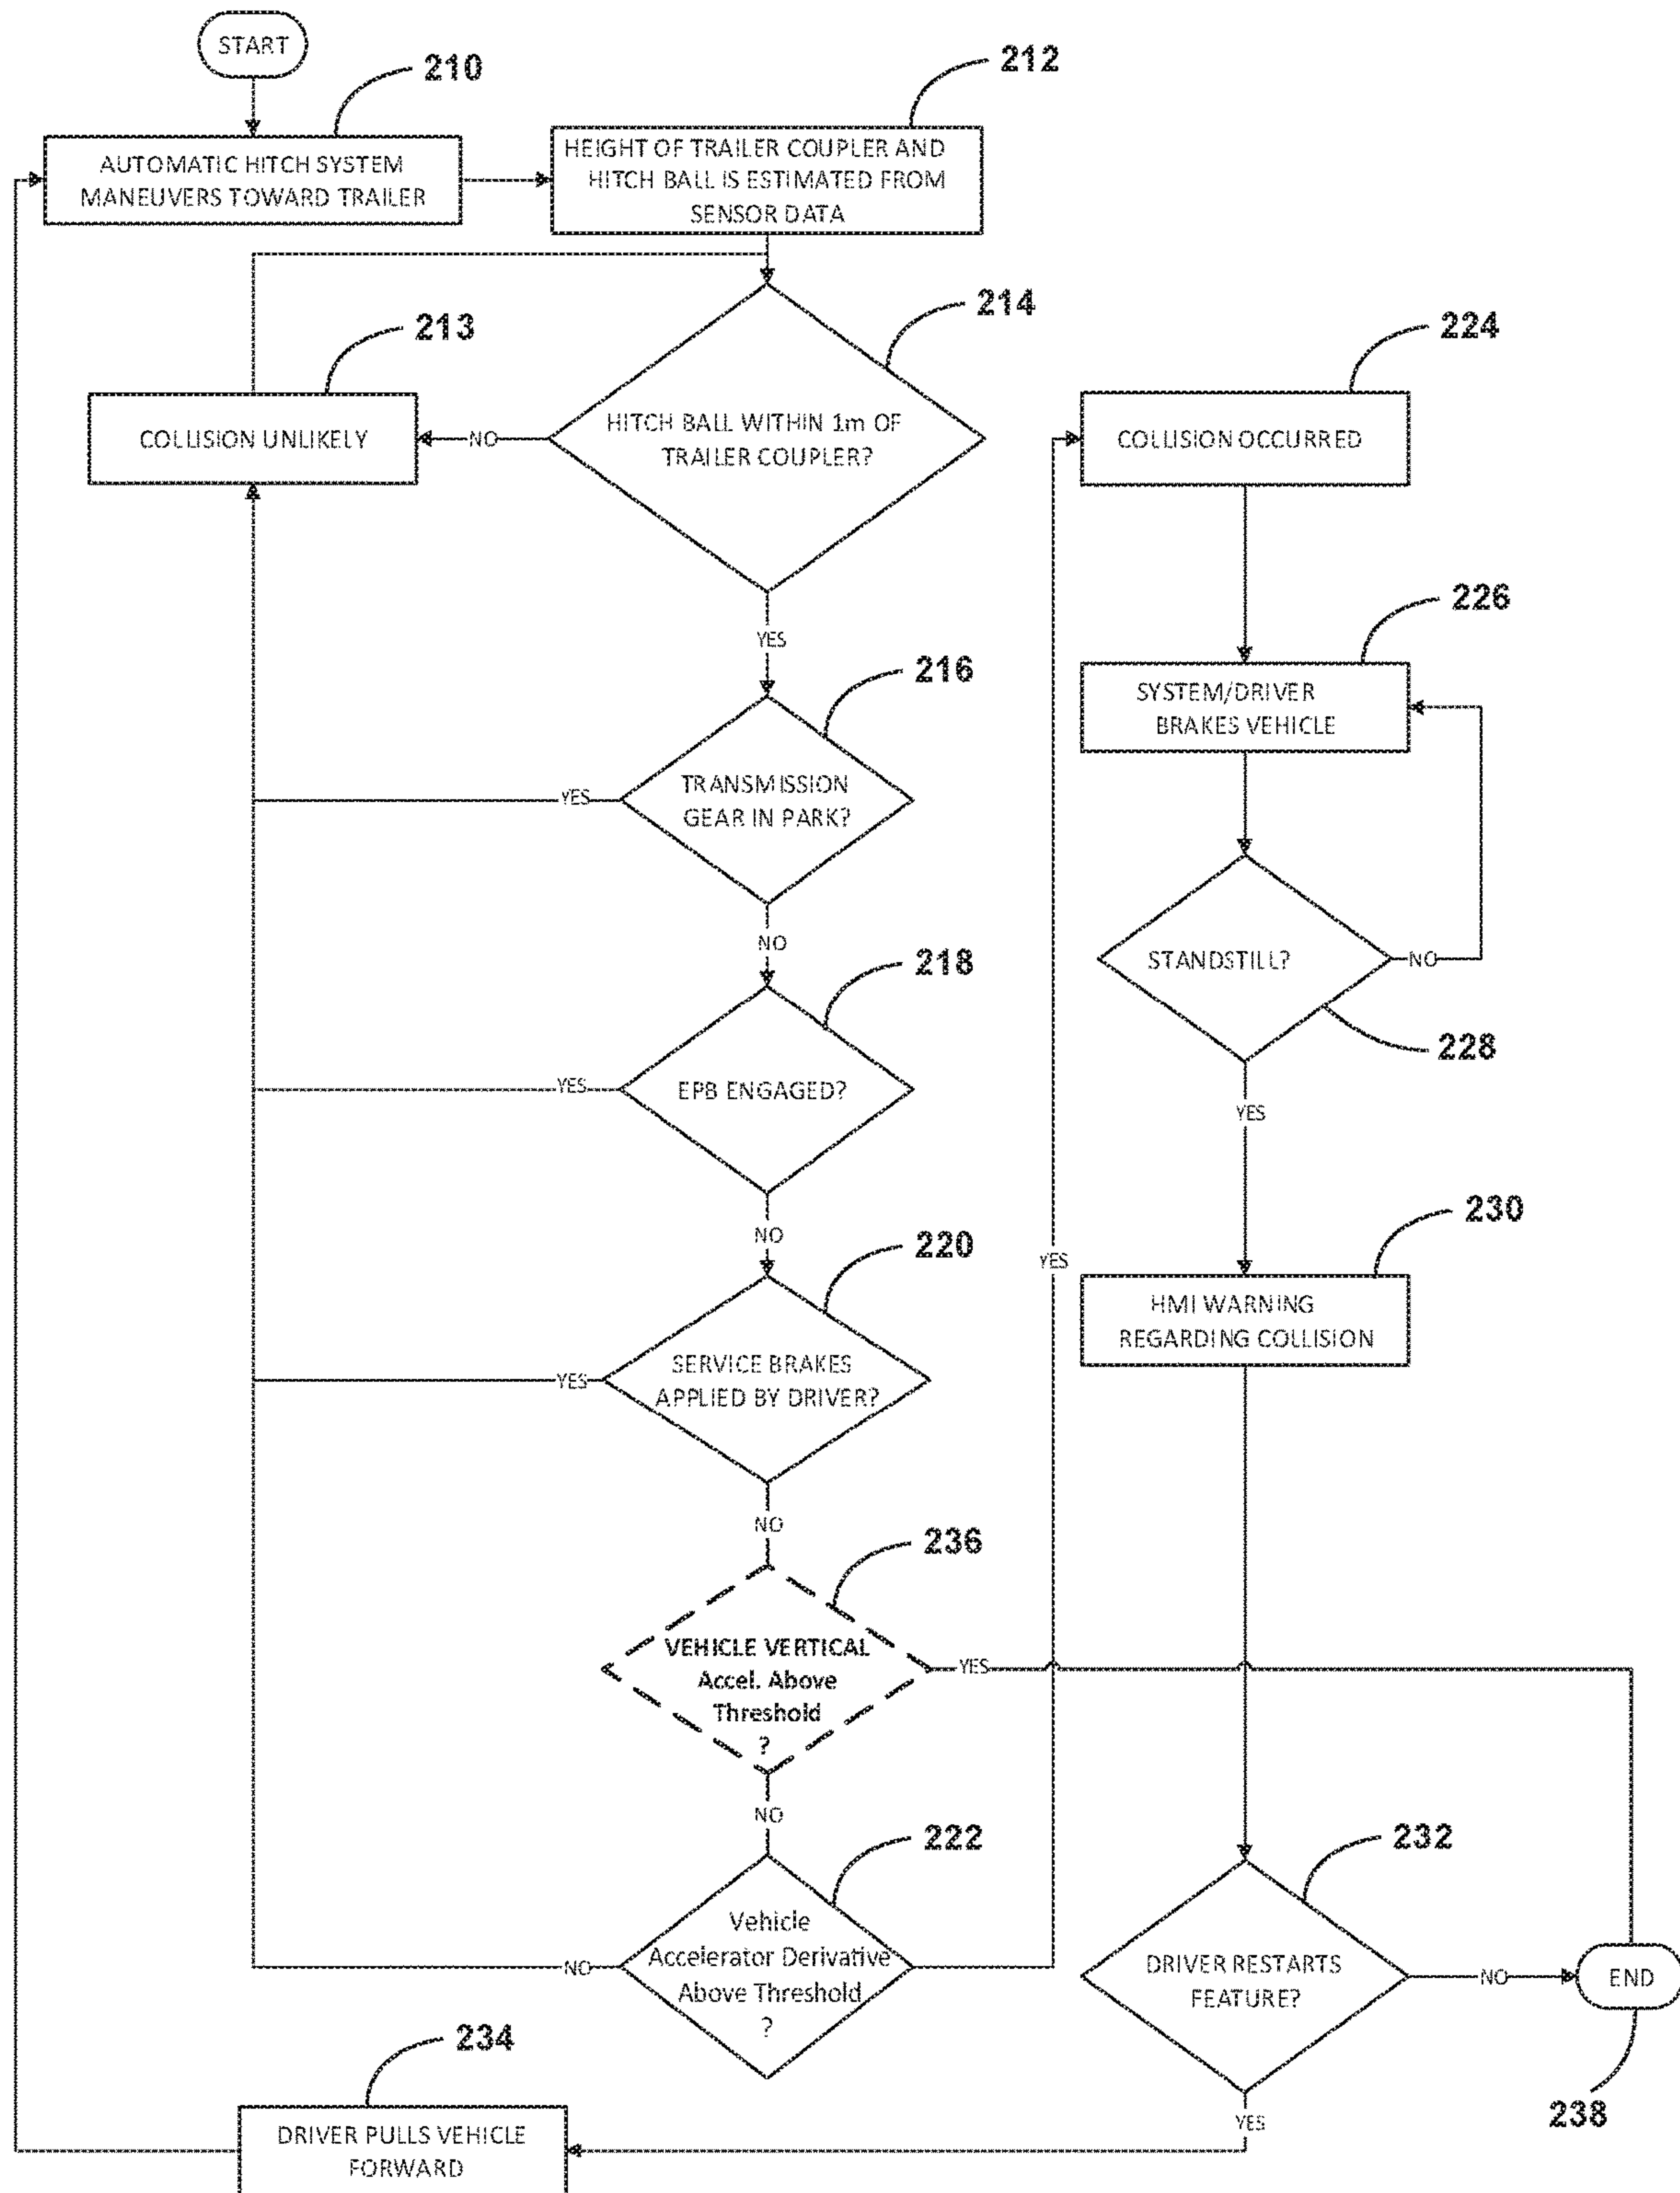 START
210
AUTOMATIC HITCH SYSTEM
MANEUVERS TOWARD TRAILER
212
HEIGHT OF TRAILER COUPLER AND
HITCH BALL IS ESTIMATED FROM
SENSOR DATA
213
COLLISION UNLIKELY
NO
214
HITCH BALL WITHIN 1m OF
TRAILER COUPLER?
YES
216
TRANSMISSION
GEAR IN PARK?
YES
NO
218
EPB ENGAGED?
YES
NO
220
SERVICE BRAKES
APPLIED BY DRIVER?
YES
NO
236
VEHICLE VERTICAL
Accel. Above
Threshold
?
YES
NO
222
Vehicle
Accelerator Derivative
Above Threshold
?
NO
YES
224
COLLISION OCCURRED
226
SYSTEM/DRIVER
BRAKES VEHICLE
STANDSTILL?
NO
228
YES
230
HMI WARNING
REGARDING COLLISION
232
DRIVER RESTARTS
FEATURE?
NO
END
238
YES
234
DRIVER PULLS VEHICLE
FORWARD